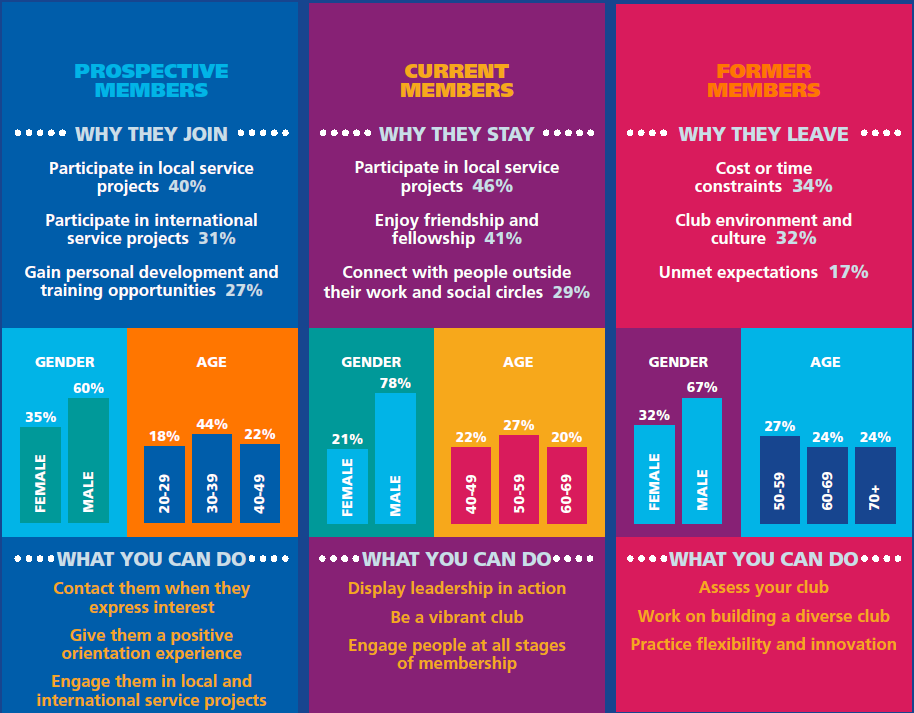 PROSPECTIVE
MEMBERS
WHY THEY JOIN
Participate in local service
projects 40%
Participate in international
service projects 31%
Gain personal development and
training opportunities 27%
GENDER
35%
60%
FEMALE
MALE
AGE
18%
44%
22%
20-29
30-39
40-49
WHAT YOU CAN DO
Contact them when they
express interest
Give them a positive
orientation experience
Engage them in local and
international service projects
CURRENT
MEMBERS
WHY THEY STAY
Participate in local service
projects 46%
Enjoy friendship and
fellowship 41%
Connect with people outside
their work and social circles 29%
GENDER
21%
78%
FEMALE
MALE
AGE
22%
27%
20%
40-49
50-59
60-69
WHAT YOU CAN DO
Display leadership in action
Be a vibrant club
Engage people at all stages
of membership
FORMER
MEMBERS
WHY THEY LEAVE
Cost or time
constraints 34%
Club environment and
culture 32%
Unmet expectations 17%
GENDER
32%
67%
FEMALE
MALE
AGE
27%
24%
24%
50-59
60-69
70+
WHAT YOU CAN DO
Assess your club
Work on building a diverse club
Practice flexibility and innovation